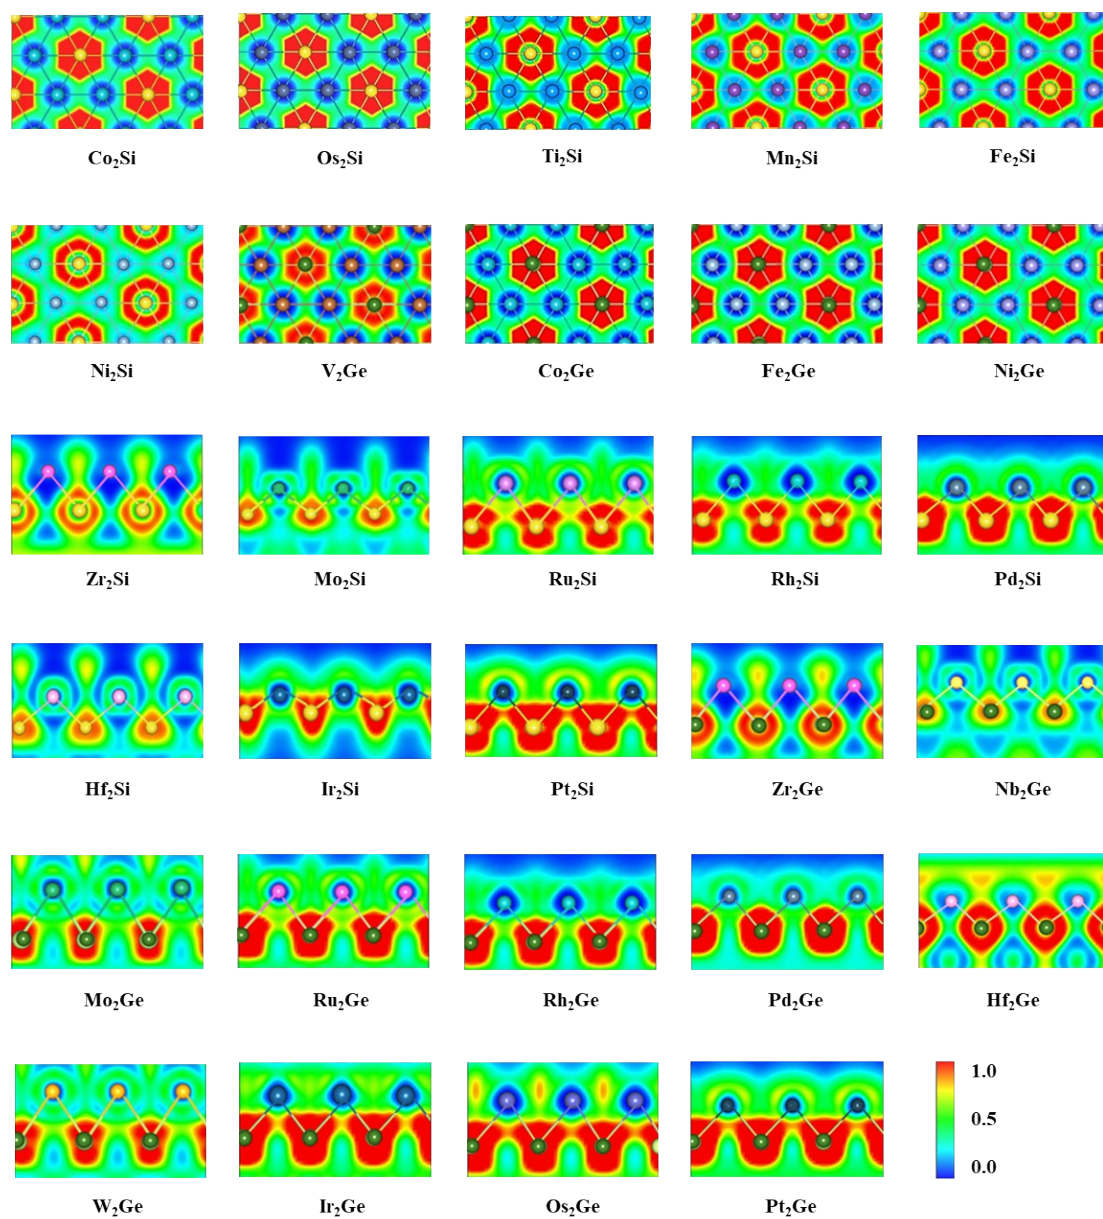 Co₂Si Os₂Si Ti₂Si Mn₂Si Fe₂Si
Ni₂Si V₂Ge Co₂Ge Fe₂Ge Ni₂Ge
Zr₂Si Mo₂Si Ru₂Si Rh₂Si Pd₂Si
Hf₂Si Ir₂Si Pt₂Si Zr₂Ge Nb₂Ge
Mo₂Ge Ru₂Ge Rh₂Ge Pd₂Ge Hf₂Ge
1.0
0.5
0.0
W₂Ge Ir₂Ge Os₂Ge Pt₂Ge